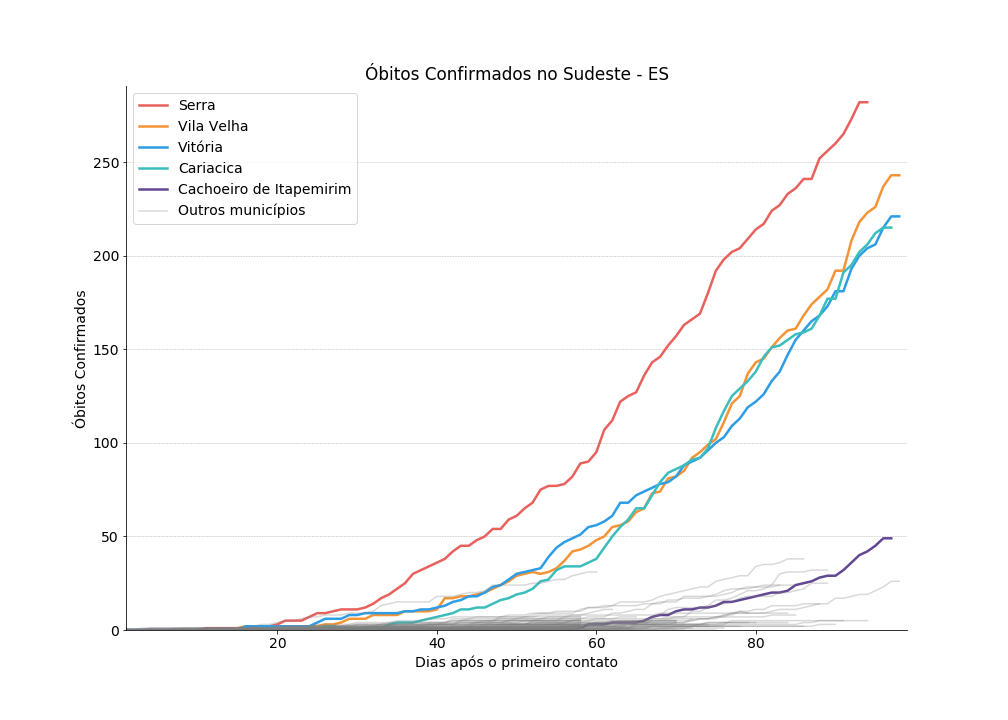 Óbitos Confirmados no Sudeste - ES
Serra
Vila Velha
Vitória
Cariacica
Cachoeiro de Itapemirim
Outros municípios
Óbitos Confirmados
250
200
150
100
50
0
20
40
60
80
Dias após o primeiro contato